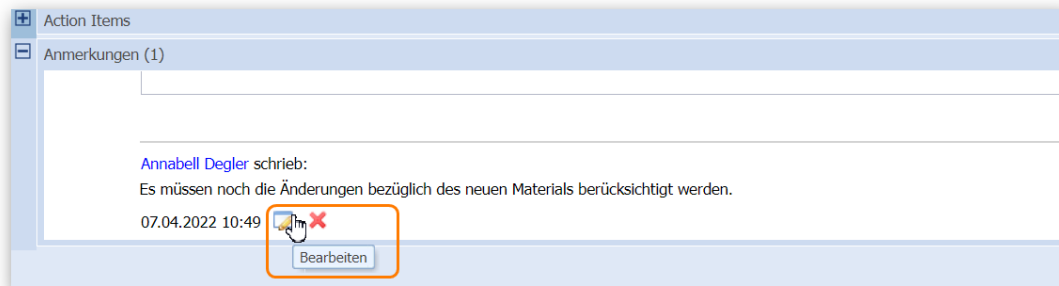 Action Items
Anmerkungen (1)
Annabell Degler schrieb:
Es müssen noch die Änderungen bezüglich des neuen Materials berücksichtigt werden.
07.04.2022 10:49
Bearbeiten